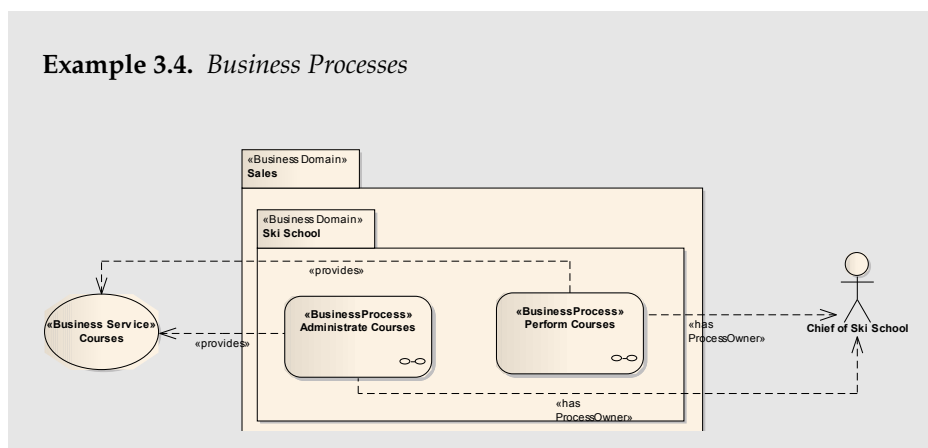 Example 3.4. Business Processes
«Business Domain»
Sales
«Business Domain»
Ski School
«provides»
«BusinessProcess»
Administrate Courses
«BusinessProcess»
Perform Courses
«Business Service»
Courses
«provides»
«has
ProcessOwner»
Chief of Ski School
«has
ProcessOwner»